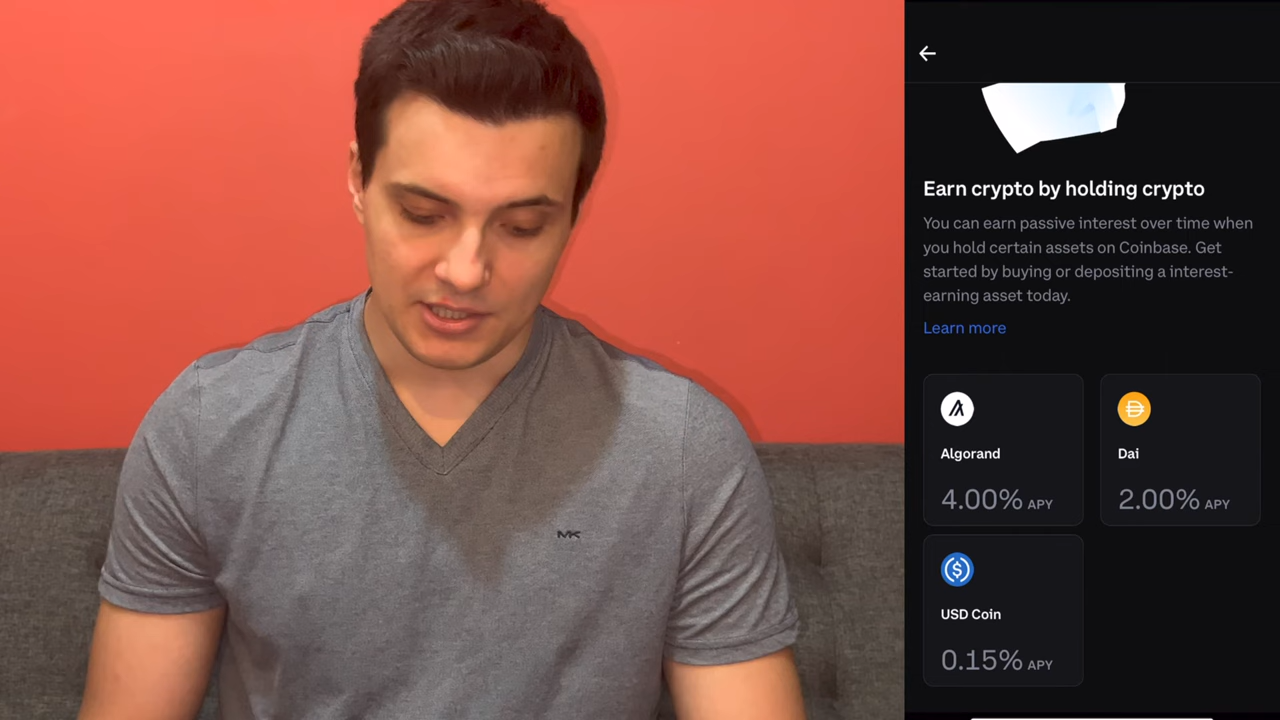 Earn crypto by holding crypto
You can earn passive interest over time when
you hold certain assets on Coinbase. Get
started by buying or depositing a interest-
earning asset today.
Learn more
Algorand
4.00% APY
Dai
2.00% APY
USD Coin
0.15% APY
MK